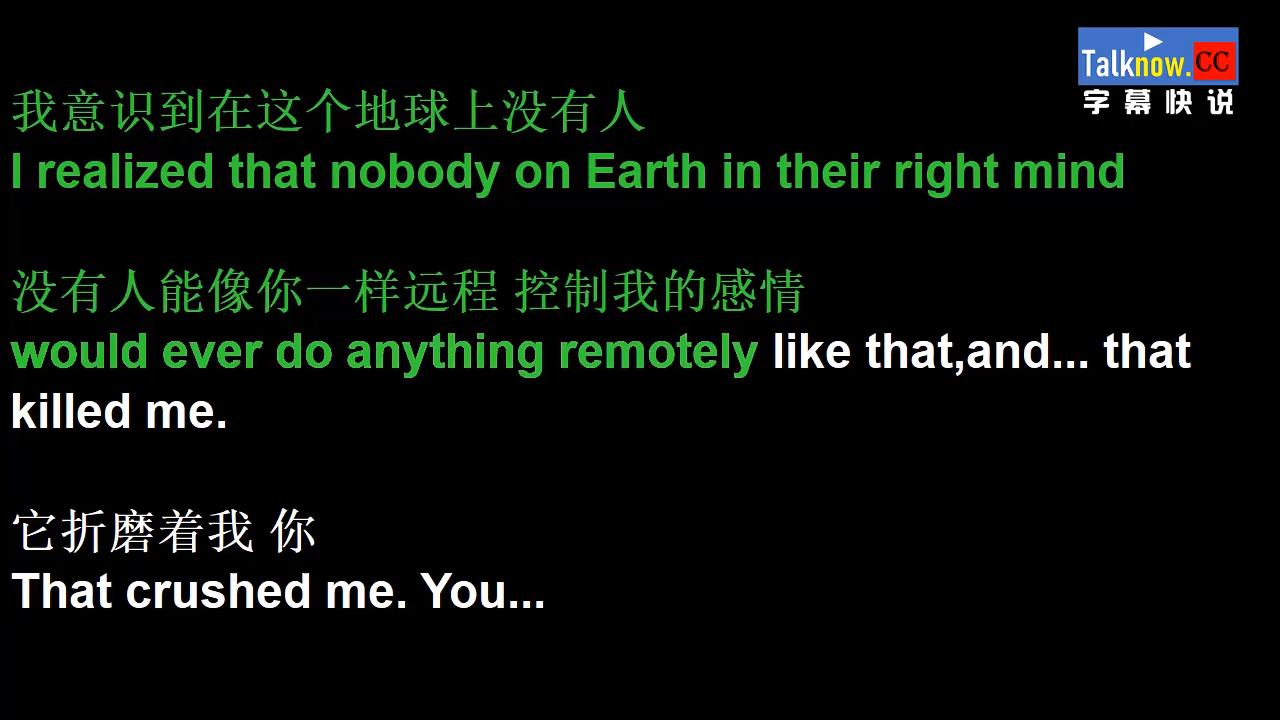 Talknow.CC
字幕快说
我意识到在这个地球上没有人
I realized that nobody on Earth in their right mind
没有人能像你一样远程 控制我的感情
would ever do anything remotely like that,and... that
killed me.
它折磨着我 你
That crushed me. You...